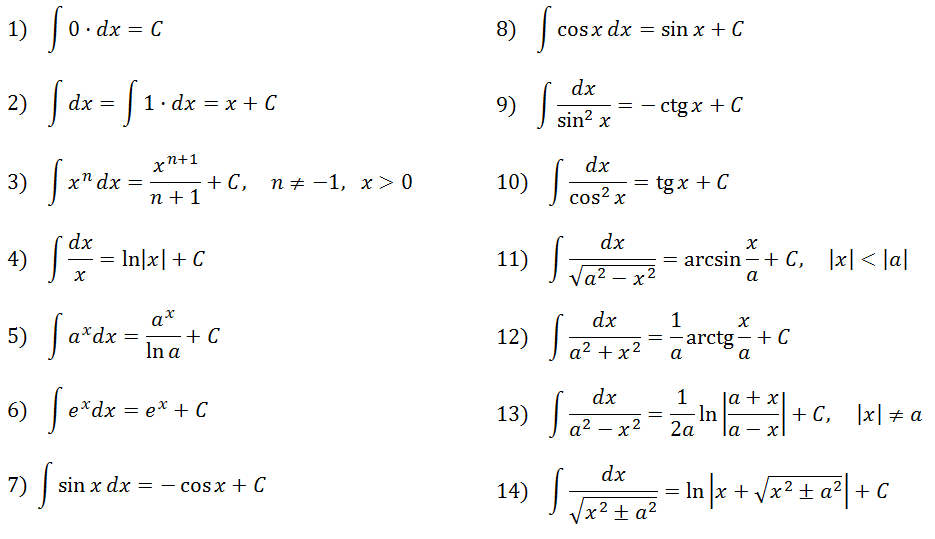 1) ∫ 0 · dx = C
2) ∫ dx = ∫ 1 · dx = x + C
3) ∫ xⁿ dx = xⁿ⁺¹/(n + 1) + C, n ≠ −1, x > 0
4) ∫ dx/x = ln|x| + C
5) ∫ aˣdx = aˣ/ln a + C
6) ∫ eˣdx = eˣ + C
7) ∫ sin x dx = − cos x + C
8) ∫ cos x dx = sin x + C
9) ∫ dx/sin² x = − ctg x + C
10) ∫ dx/cos² x = tg x + C
11) ∫ dx/√(a² − x²) = arcsin x/a + C, |x| < |a|
12) ∫ dx/(a² + x²) = 1/a arctg x/a + C
13) ∫ dx/(a² − x²) = 1/2a ln |(a + x)/(a − x)| + C, |x| ≠ a
14) ∫ dx/√(x² ± a²) = ln |x + √(x² ± a²)| + C